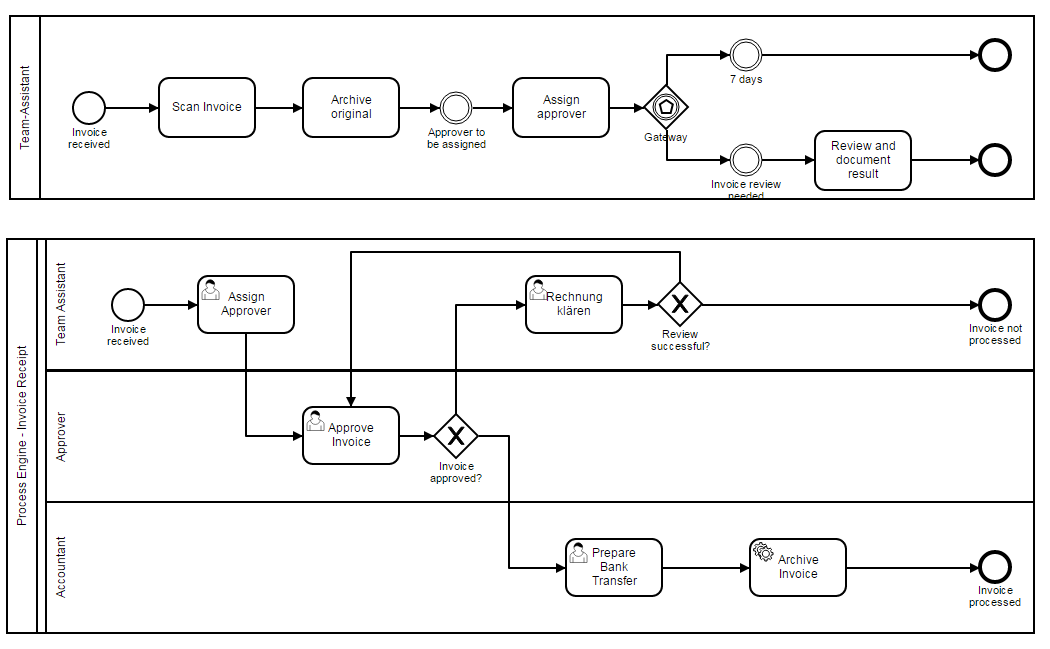 Team-Assistant
Invoice
received
Scan Invoice
Archive
original
Approver to
be assigned
Assign
approver
Gateway
7 days
Invoice review
needed
Review and
document
result
Process Engine - Invoice Receipt
Team Assistant
Invoice
received
Assign
Approver
Rechnung
klären
Review
successful?
Invoice not
processed
Approver
Approve
Invoice
Invoice
approved?
Accountant
Prepare
Bank
Transfer
Archive
Invoice
Invoice
processed